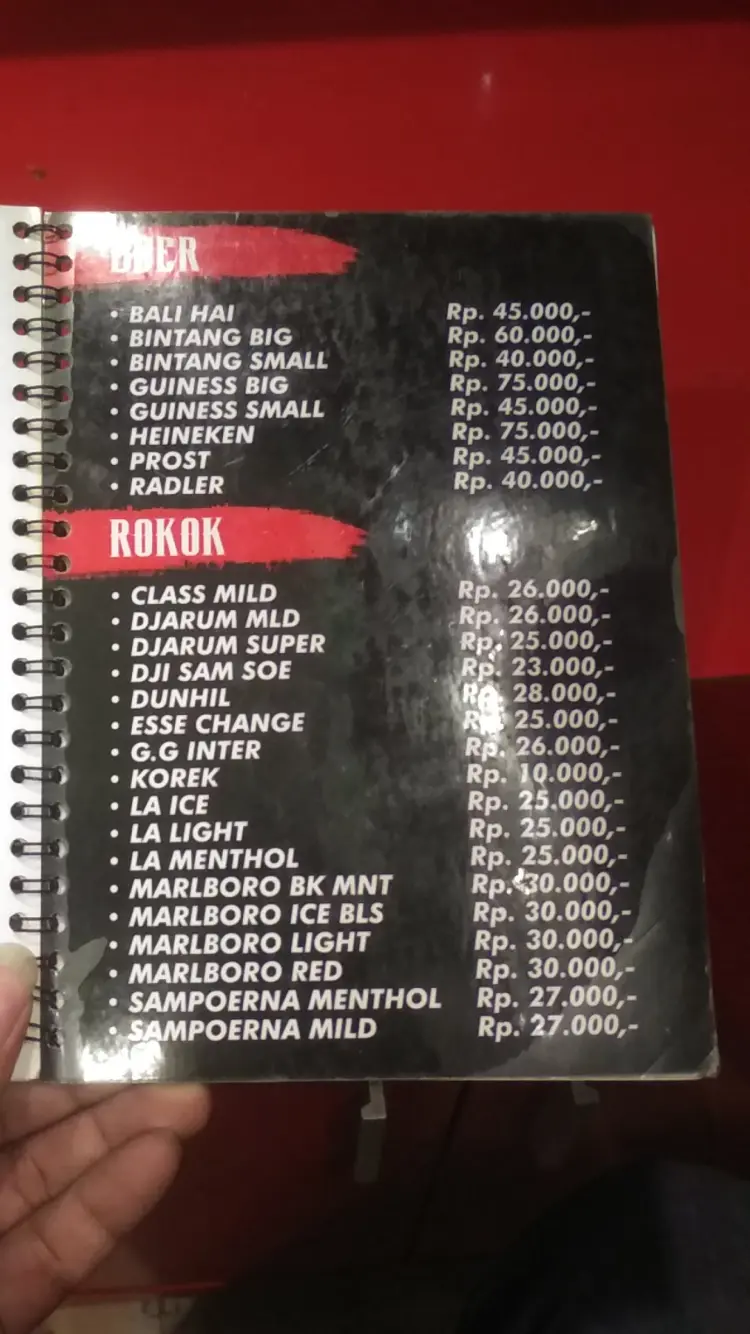 BEER
• BALI HAI Rp. 45.000,-
• BINTANG BIG Rp. 60.000,-
• BINTANG SMALL Rp. 40.000,-
• GUINESS BIG Rp. 75.000,-
• GUINESS SMALL Rp. 45.000,-
• HEINEKEN Rp. 75.000,-
• PROST Rp. 45.000,-
• RADLER Rp. 40.000,-
ROKOK
• CLASS MILD Rp. 26.000,-
• DJARUM MLD Rp. 26.000,-
• DJARUM SUPER Rp. 25.000,-
• DJI SAM SOE Rp. 23.000,-
• DUNHIL Rp. 28.000,-
• ESSE CHANGE Rp. 25.000,-
• G.G INTER Rp. 26.000,-
• KOREK Rp. 10.000,-
• LA ICE Rp. 25.000,-
• LA LIGHT Rp. 25.000,-
• LA MENTHOL Rp. 25.000,-
• MARLBORO BK MNT Rp. 30.000,-
• MARLBORO ICE BLS Rp. 30.000,-
• MARLBORO LIGHT Rp. 30.000,-
• MARLBORO RED Rp. 30.000,-
• SAMPOERNA MENTHOL Rp. 27.000,-
• SAMPOERNA MILD Rp. 27.000,-